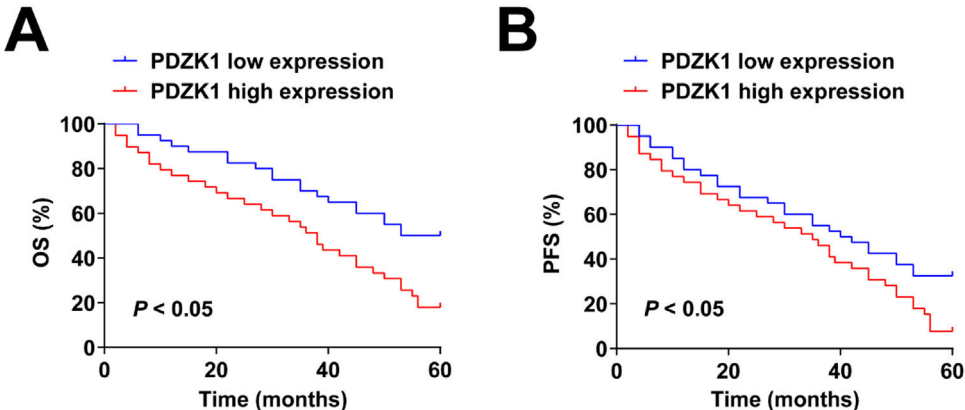 A
PDZK1 low expression
PDZK1 high expression
100
80
60
40
20
0
OS (%)
P < 0.05
0 20 40 60
Time (months)
B
PDZK1 low expression
PDZK1 high expression
100
80
60
40
20
0
PFS (%)
P < 0.05
0 20 40 60
Time (months)